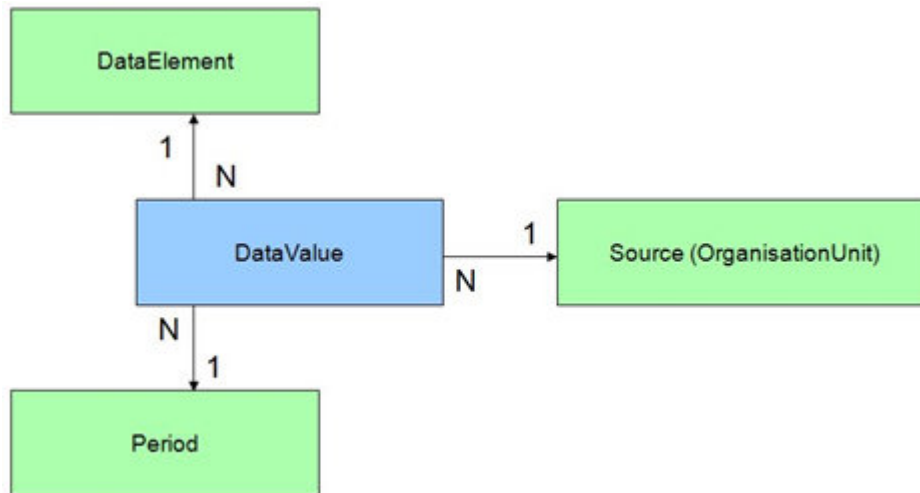 DataElement
1
N
DataValue
1
N
Source (OrganisationUnit)
N
1
Period